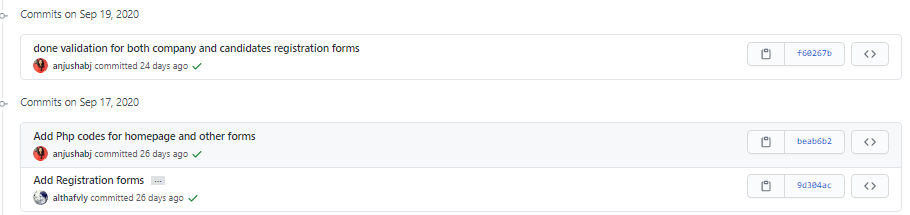 Commits on Sep 19, 2020
done validation for both company and candidates registration forms
anjushabj committed 24 days ago
f60267b
Commits on Sep 17, 2020
Add Php codes for homepage and other forms
anjushabj committed 26 days ago
beab6b2
Add Registration forms ...
althafvly committed 26 days ago
9d304ac